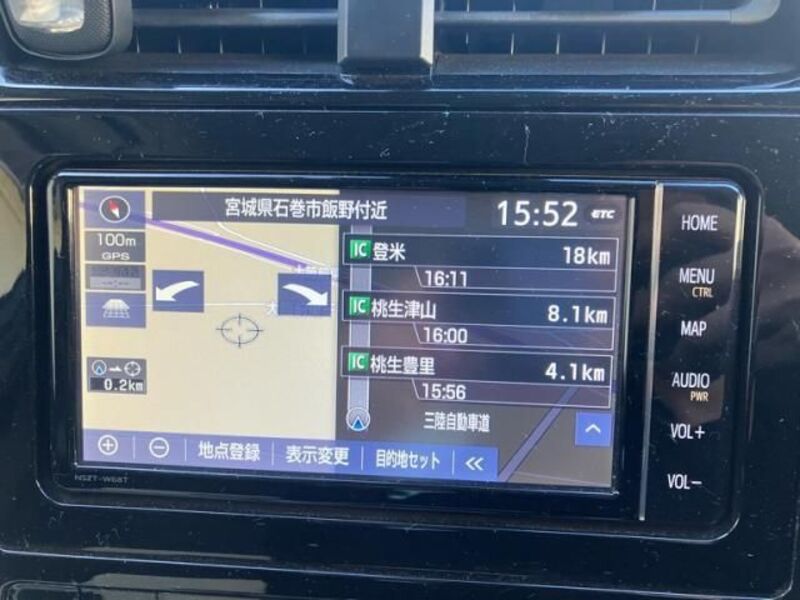 宮城県石巻市飯野付近
15:52 ETC
100m
GPS
IC 登米 18km
16:11
IC 桃生津山 8.1km
16:00
IC 桃生豊里 4.1km
15:56
三陸自動車道
0.2km
地点登録 表示変更 目的地セット
NSZT-W68T
HOME
MENU
CTRL
MAP
AUDIO
PWR
VOL+
VOL-